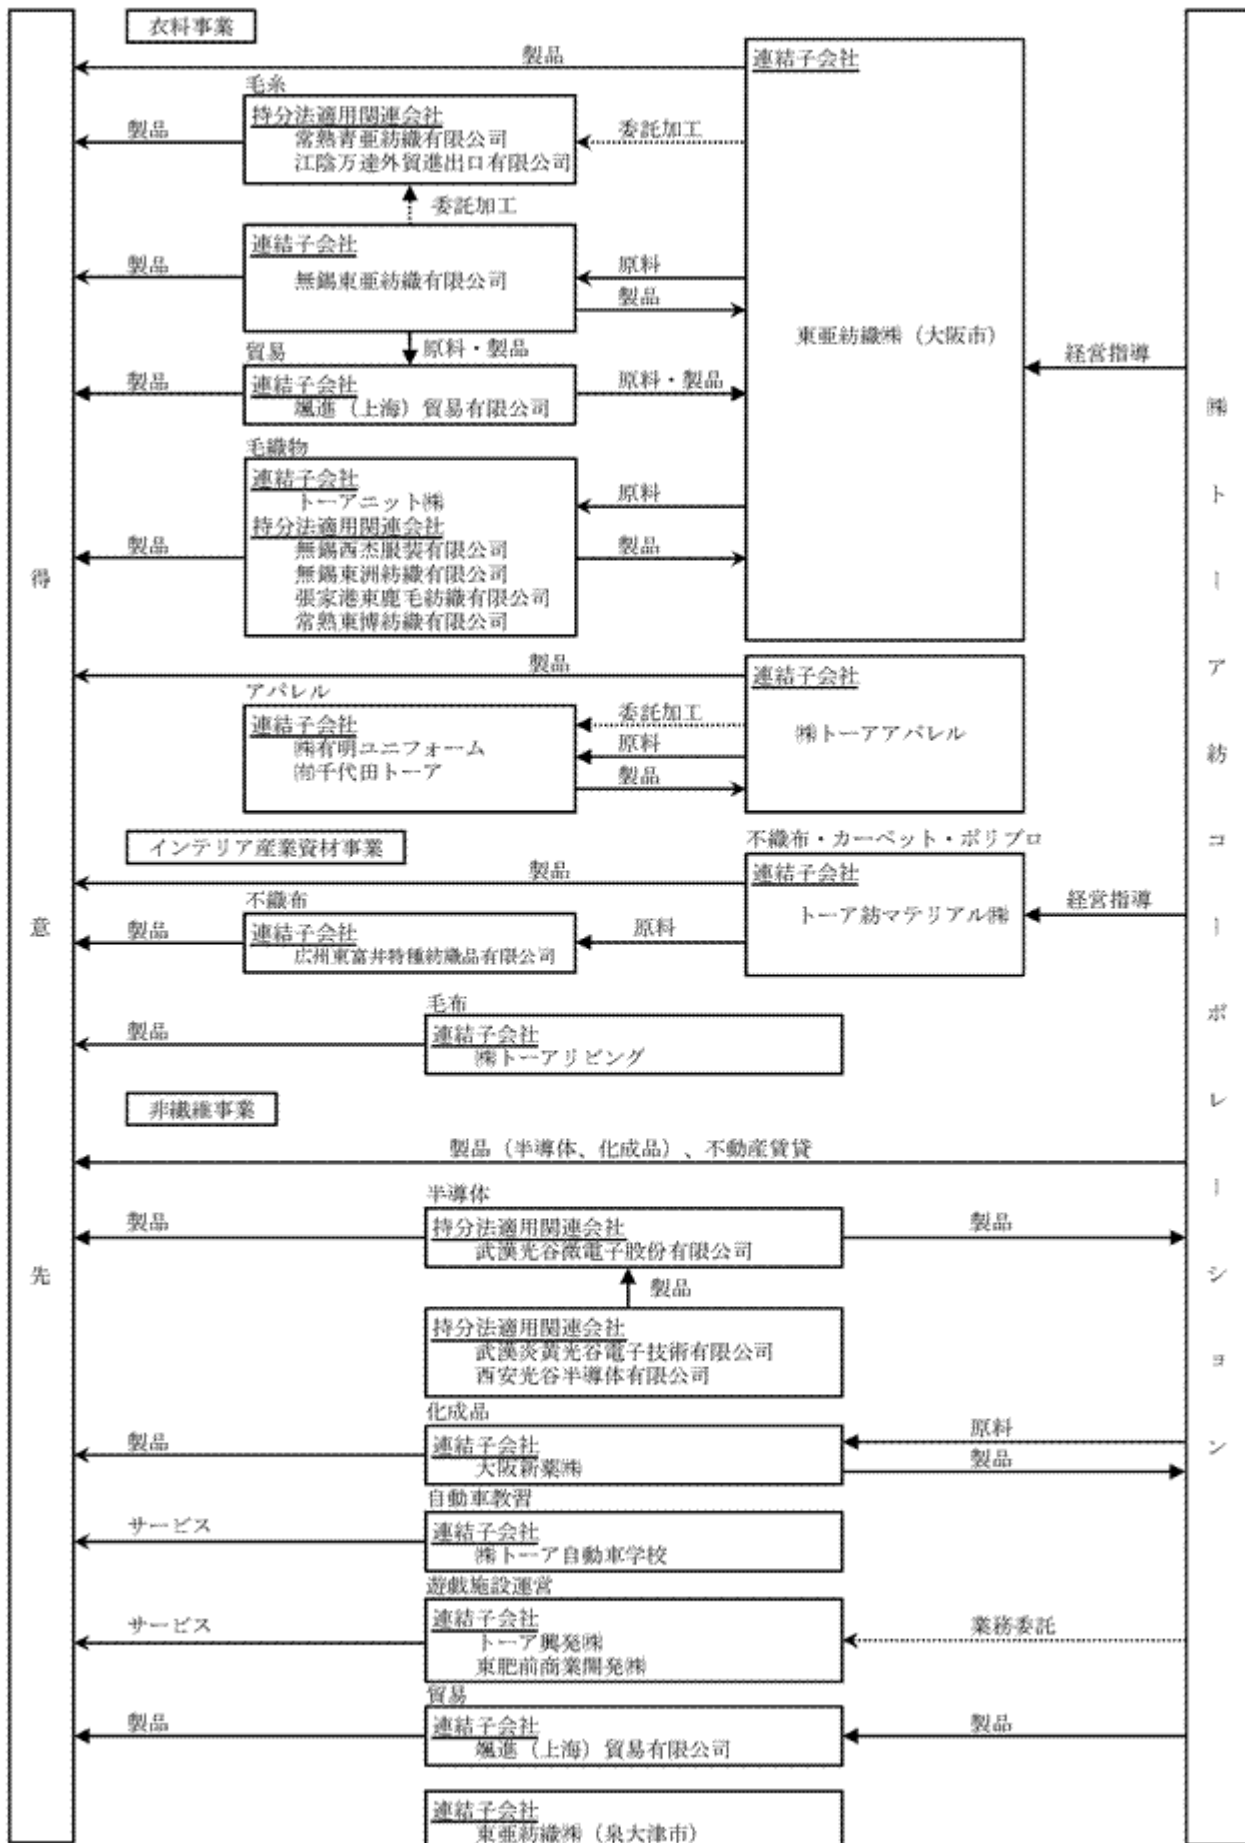 衣料事業
製品
連結子会社
毛糸
持分法適用関連会社
常熟青亜紡織有限公司
江陰万達外貿進出口有限公司
製品
委託加工
委託加工
連結子会社
無錫東亜紡織有限公司
製品
原料
製品
東亜紡織㈱（大阪市）
経営指導
原料・製品
貿易
連結子会社
颯進（上海）貿易有限公司
製品
原料・製品
毛織物
連結子会社
トーアニット㈱
持分法適用関連会社
無錫西杰服装有限公司
無錫東洲紡織有限公司
張家港東鹿毛紡織有限公司
常熟東博紡織有限公司
製品
原料
製品
製品
連結子会社
㈱トーアアパレル
アパレル
連結子会社
㈱有明ユニフォーム
㈲千代田トーア
委託加工
原料
製品
インテリア産業資材事業
不織布・カーペット・ポリプロ
製品
連結子会社
トーア紡マテリアル㈱
経営指導
不織布
連結子会社
広州東富井特種紡織品有限公司
製品
原料
毛布
連結子会社
㈱トーアリビング
製品
非繊維事業
製品（半導体、化成品）、不動産賃貸
半導体
持分法適用関連会社
武漢光谷微電子股份有限公司
製品
製品
製品
持分法適用関連会社
武漢炎黄光谷電子技術有限公司
西安光谷半導体有限公司
化成品
連結子会社
大阪新薬㈱
製品
原料
製品
自動車教習
連結子会社
㈱トーア自動車学校
サービス
遊戯施設運営
連結子会社
トーア興発㈱
東肥前商業開発㈱
サービス
業務委託
貿易
連結子会社
颯進（上海）貿易有限公司
製品
製品
連結子会社
東亜紡織㈱（泉大津市）
得意先
㈱トーア紡コーポレーション